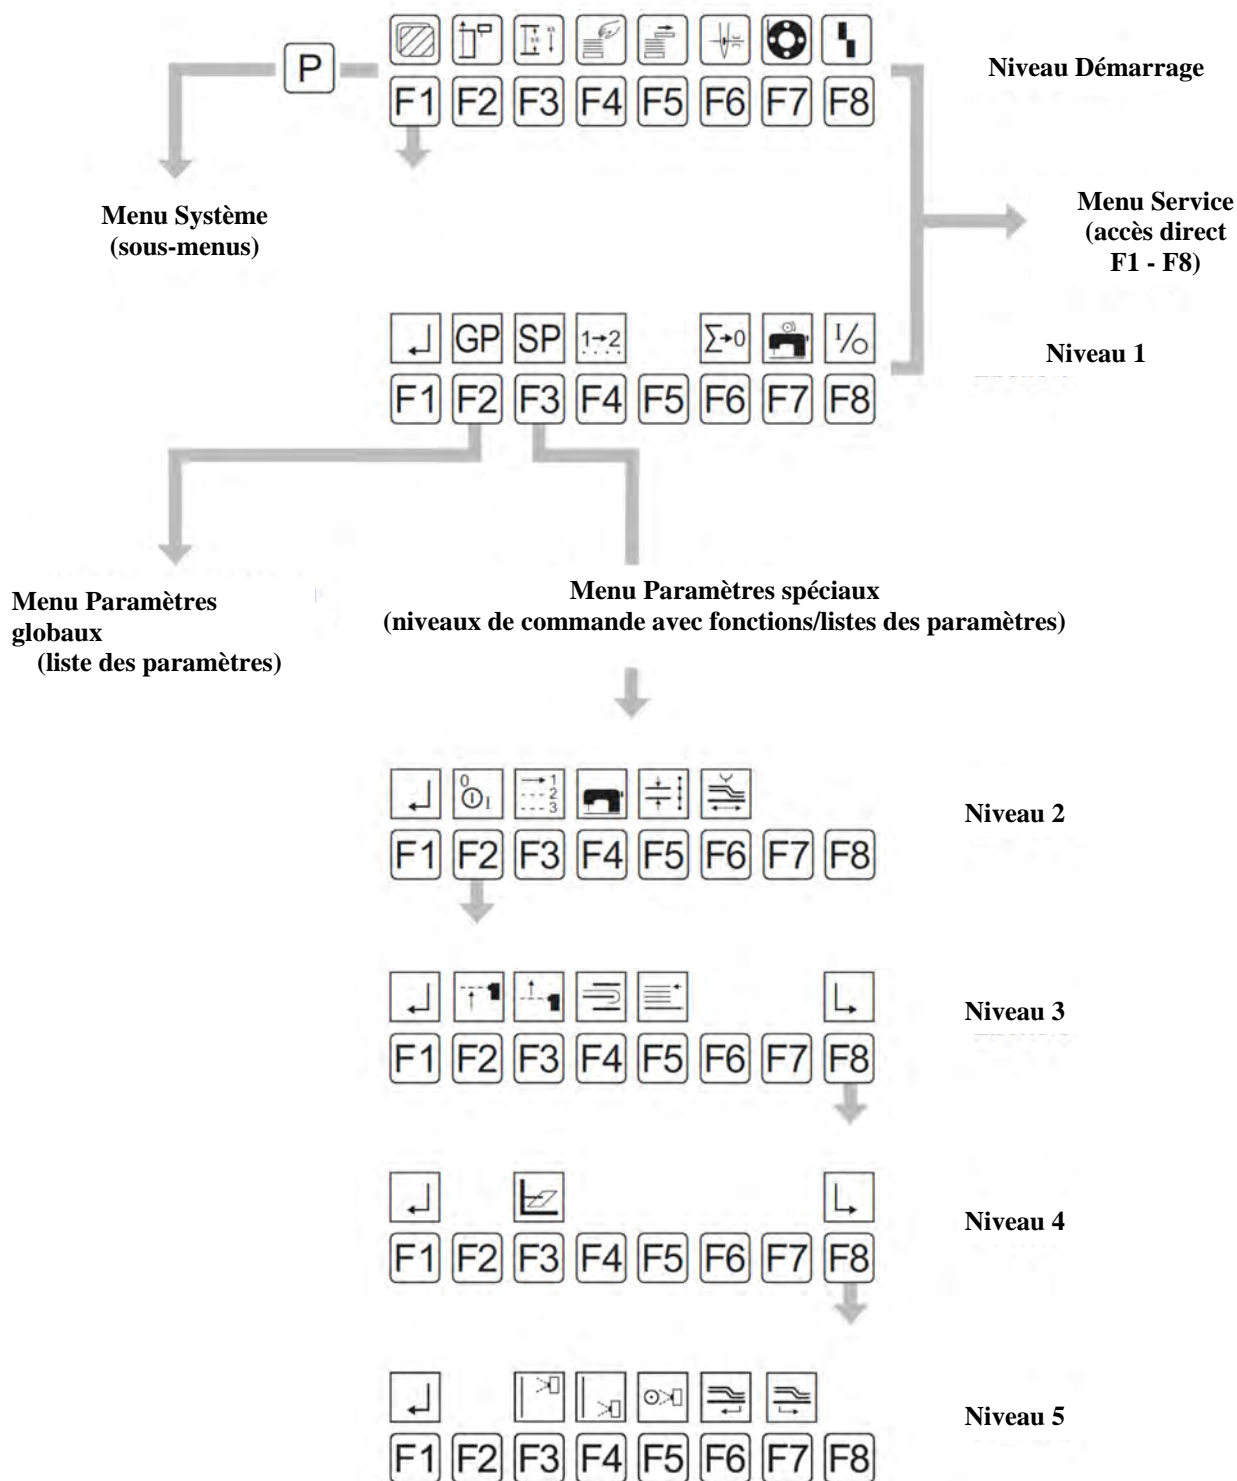 P
F1 F2 F3 F4 F5 F6 F7 F8
Niveau Démarrage
Menu Système
(sous-menus)
Menu Service
(accès direct
F1 - F8)
GP SP 1→2 ∑→0 I/O
F1 F2 F3 F4 F5 F6 F7 F8
Niveau 1
Menu Paramètres
globaux
(liste des paramètres)
Menu Paramètres spéciaux
(niveaux de commande avec fonctions/listes des paramètres)
0 I 1
2
3
F1 F2 F3 F4 F5 F6 F7 F8
Niveau 2
F1 F2 F3 F4 F5 F6 F7 F8
Niveau 3
F1 F2 F3 F4 F5 F6 F7 F8
Niveau 4
F1 F2 F3 F4 F5 F6 F7 F8
Niveau 5